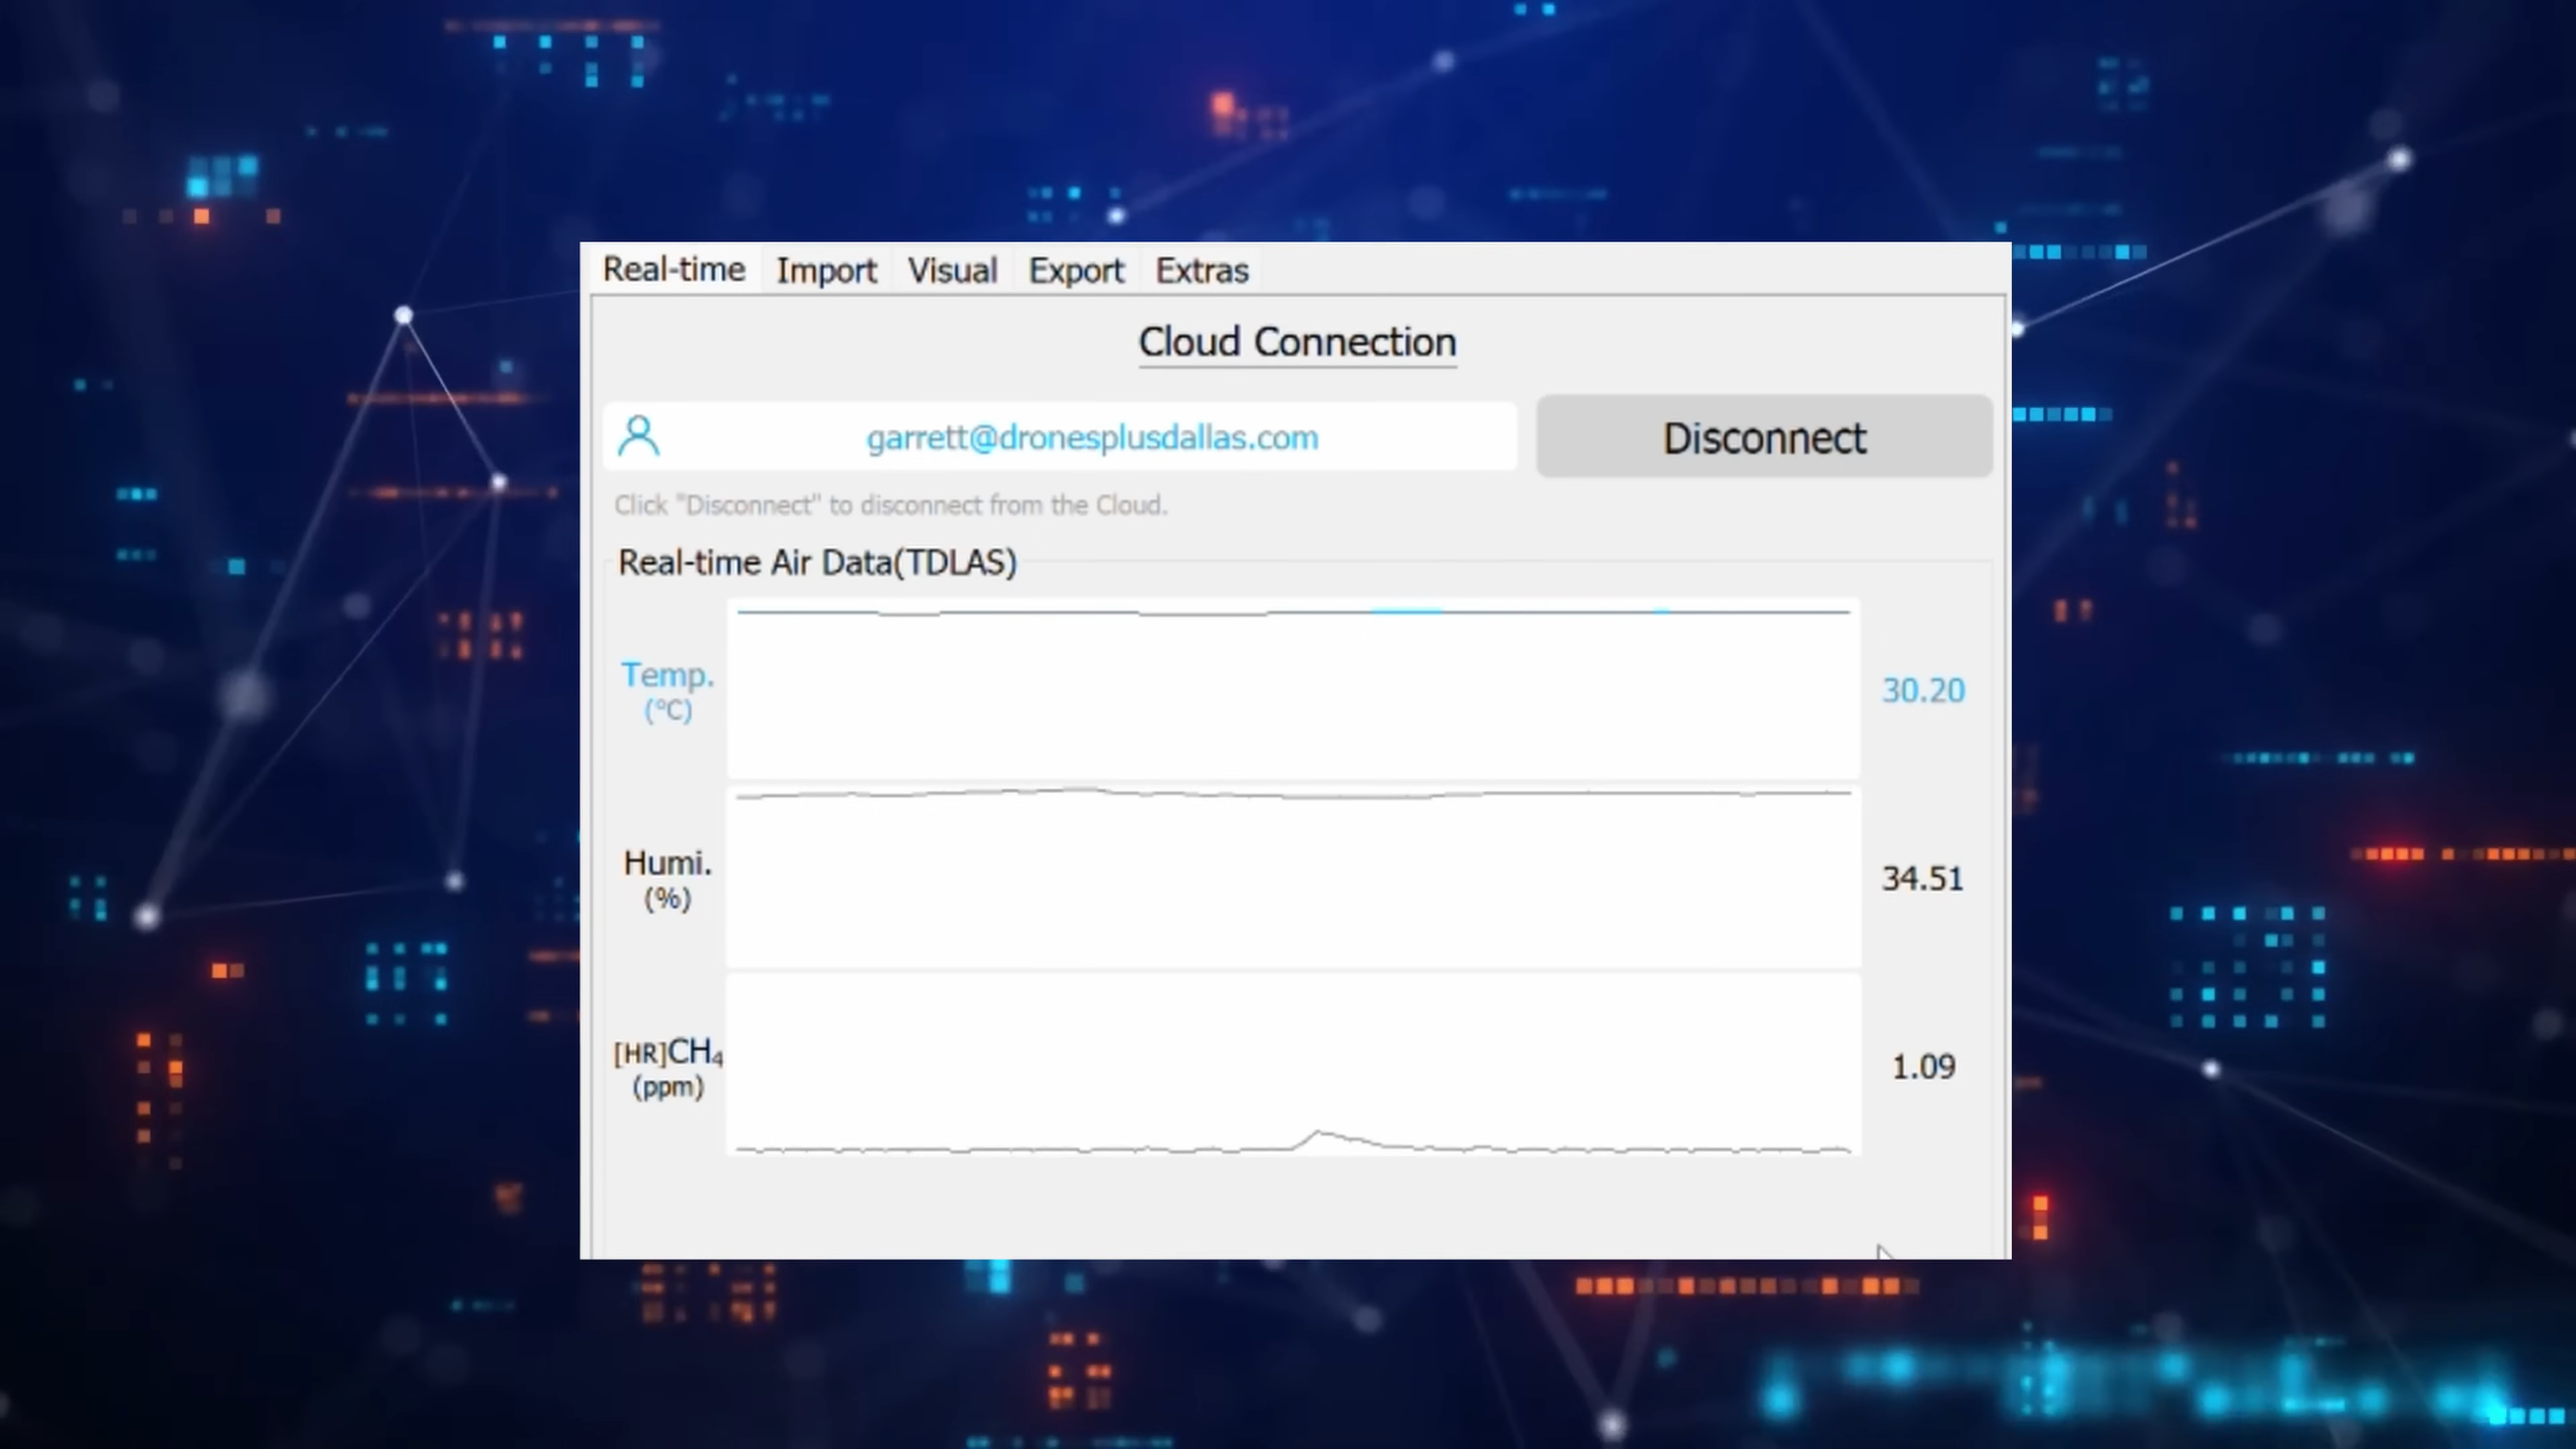 Real-time Import Visual Export Extras
Cloud Connection
garrett@dronesplusdallas.com Disconnect
Click "Disconnect" to disconnect from the Cloud.
Real-time Air Data(TDLAS)
Temp.
(°C)
30.20
Humi.
(%)
34.51
[HR]CH₄
(ppm)
1.09